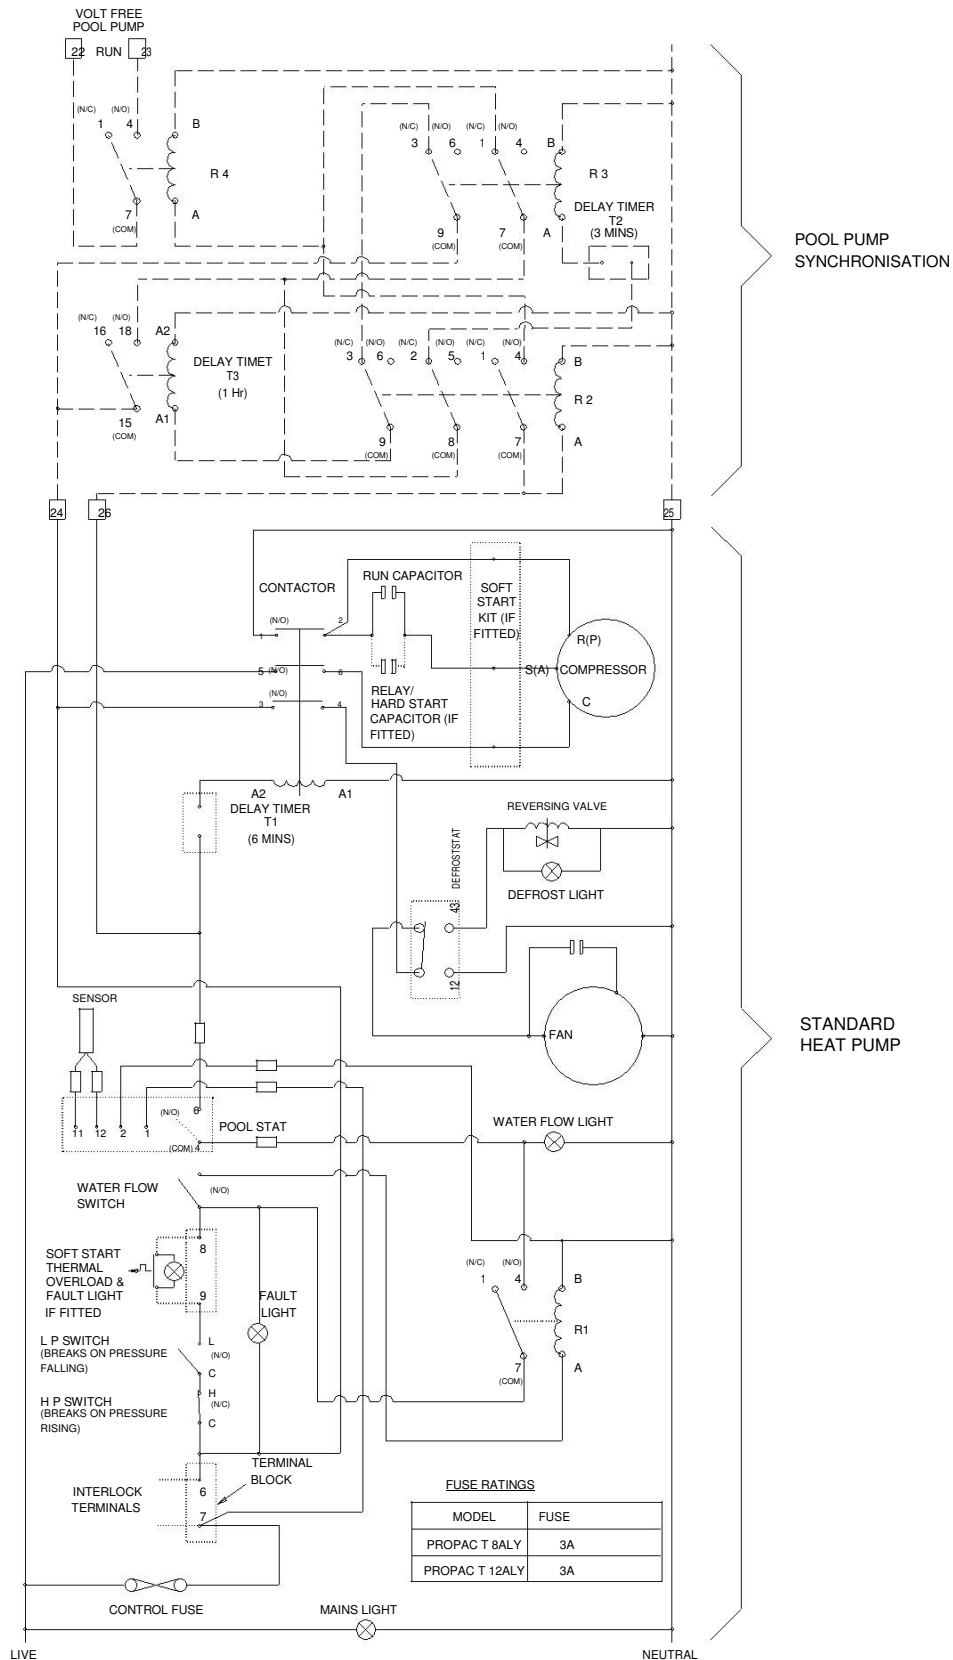 VOLT FREE
POOL PUMP
22 RUN 23
(N/C) (N/O)
1 4 B
R 4
7 A
(COM)
(N/C) (N/O) (N/C) (N/O)
3 6 1 4 B
R 3
DELAY TIMER
T2
(3 MINS)
9 7 A
(COM) (COM)
POOL PUMP
SYNCHRONISATION
(N/C) (N/O)
16 18 A2
DELAY TIMET
T3
(1 Hr)
15 A1
(COM)
(N/C) (N/O) (N/C) (N/O) (N/C) (N/O)
3 6 2 5 1 4 B
R 2
9 8 7 A
(COM) (COM) (COM)
24 26 25
CONTACTOR
RUN CAPACITOR
SOFT
START
KIT (IF
FITTED)
(N/O)
1 2
R(P)
5 (N/O) 6
S(A) COMPRESSOR
(N/O)
3 4
C
RELAY/
HARD START
CAPACITOR (IF
FITTED)
A2 A1
DELAY TIMER
T1
(6 MINS)
REVERSING VALVE
DEFROSTSTAT
DEFROST LIGHT
43
12
FAN
STANDARD
HEAT PUMP
SENSOR
(N/O) 6
11 12 2 1
POOL STAT
(COM) 4
WATER FLOW LIGHT
WATER FLOW
SWITCH
(N/O)
8
SOFT START
THERMAL
OVERLOAD &
FAULT LIGHT
IF FITTED
9
FAULT
LIGHT
(N/C) (N/O)
1 4 B
R1
7 A
(COM)
L P SWITCH
(BREAKS ON PRESSURE
FALLING)
L
(N/O)
C
H P SWITCH
(BREAKS ON PRESSURE
RISING)
H
(N/C)
C
TERMINAL
BLOCK
INTERLOCK
TERMINALS
6
7
FUSE RATINGS
MODEL FUSE
PROPAC T 8ALY 3A
PROPAC T 12ALY 3A
CONTROL FUSE
MAINS LIGHT
LIVE
NEUTRAL